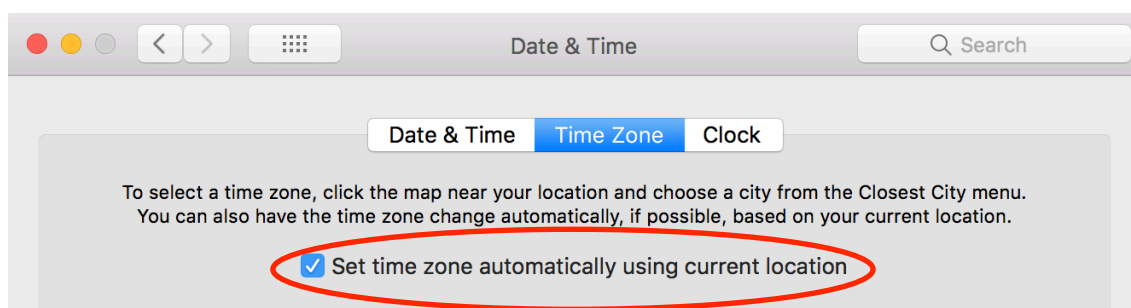 Date & Time
Search
Date & Time
Time Zone
Clock
To select a time zone, click the map near your location and choose a city from the Closest City menu.
You can also have the time zone change automatically, if possible, based on your current location.
Set time zone automatically using current location